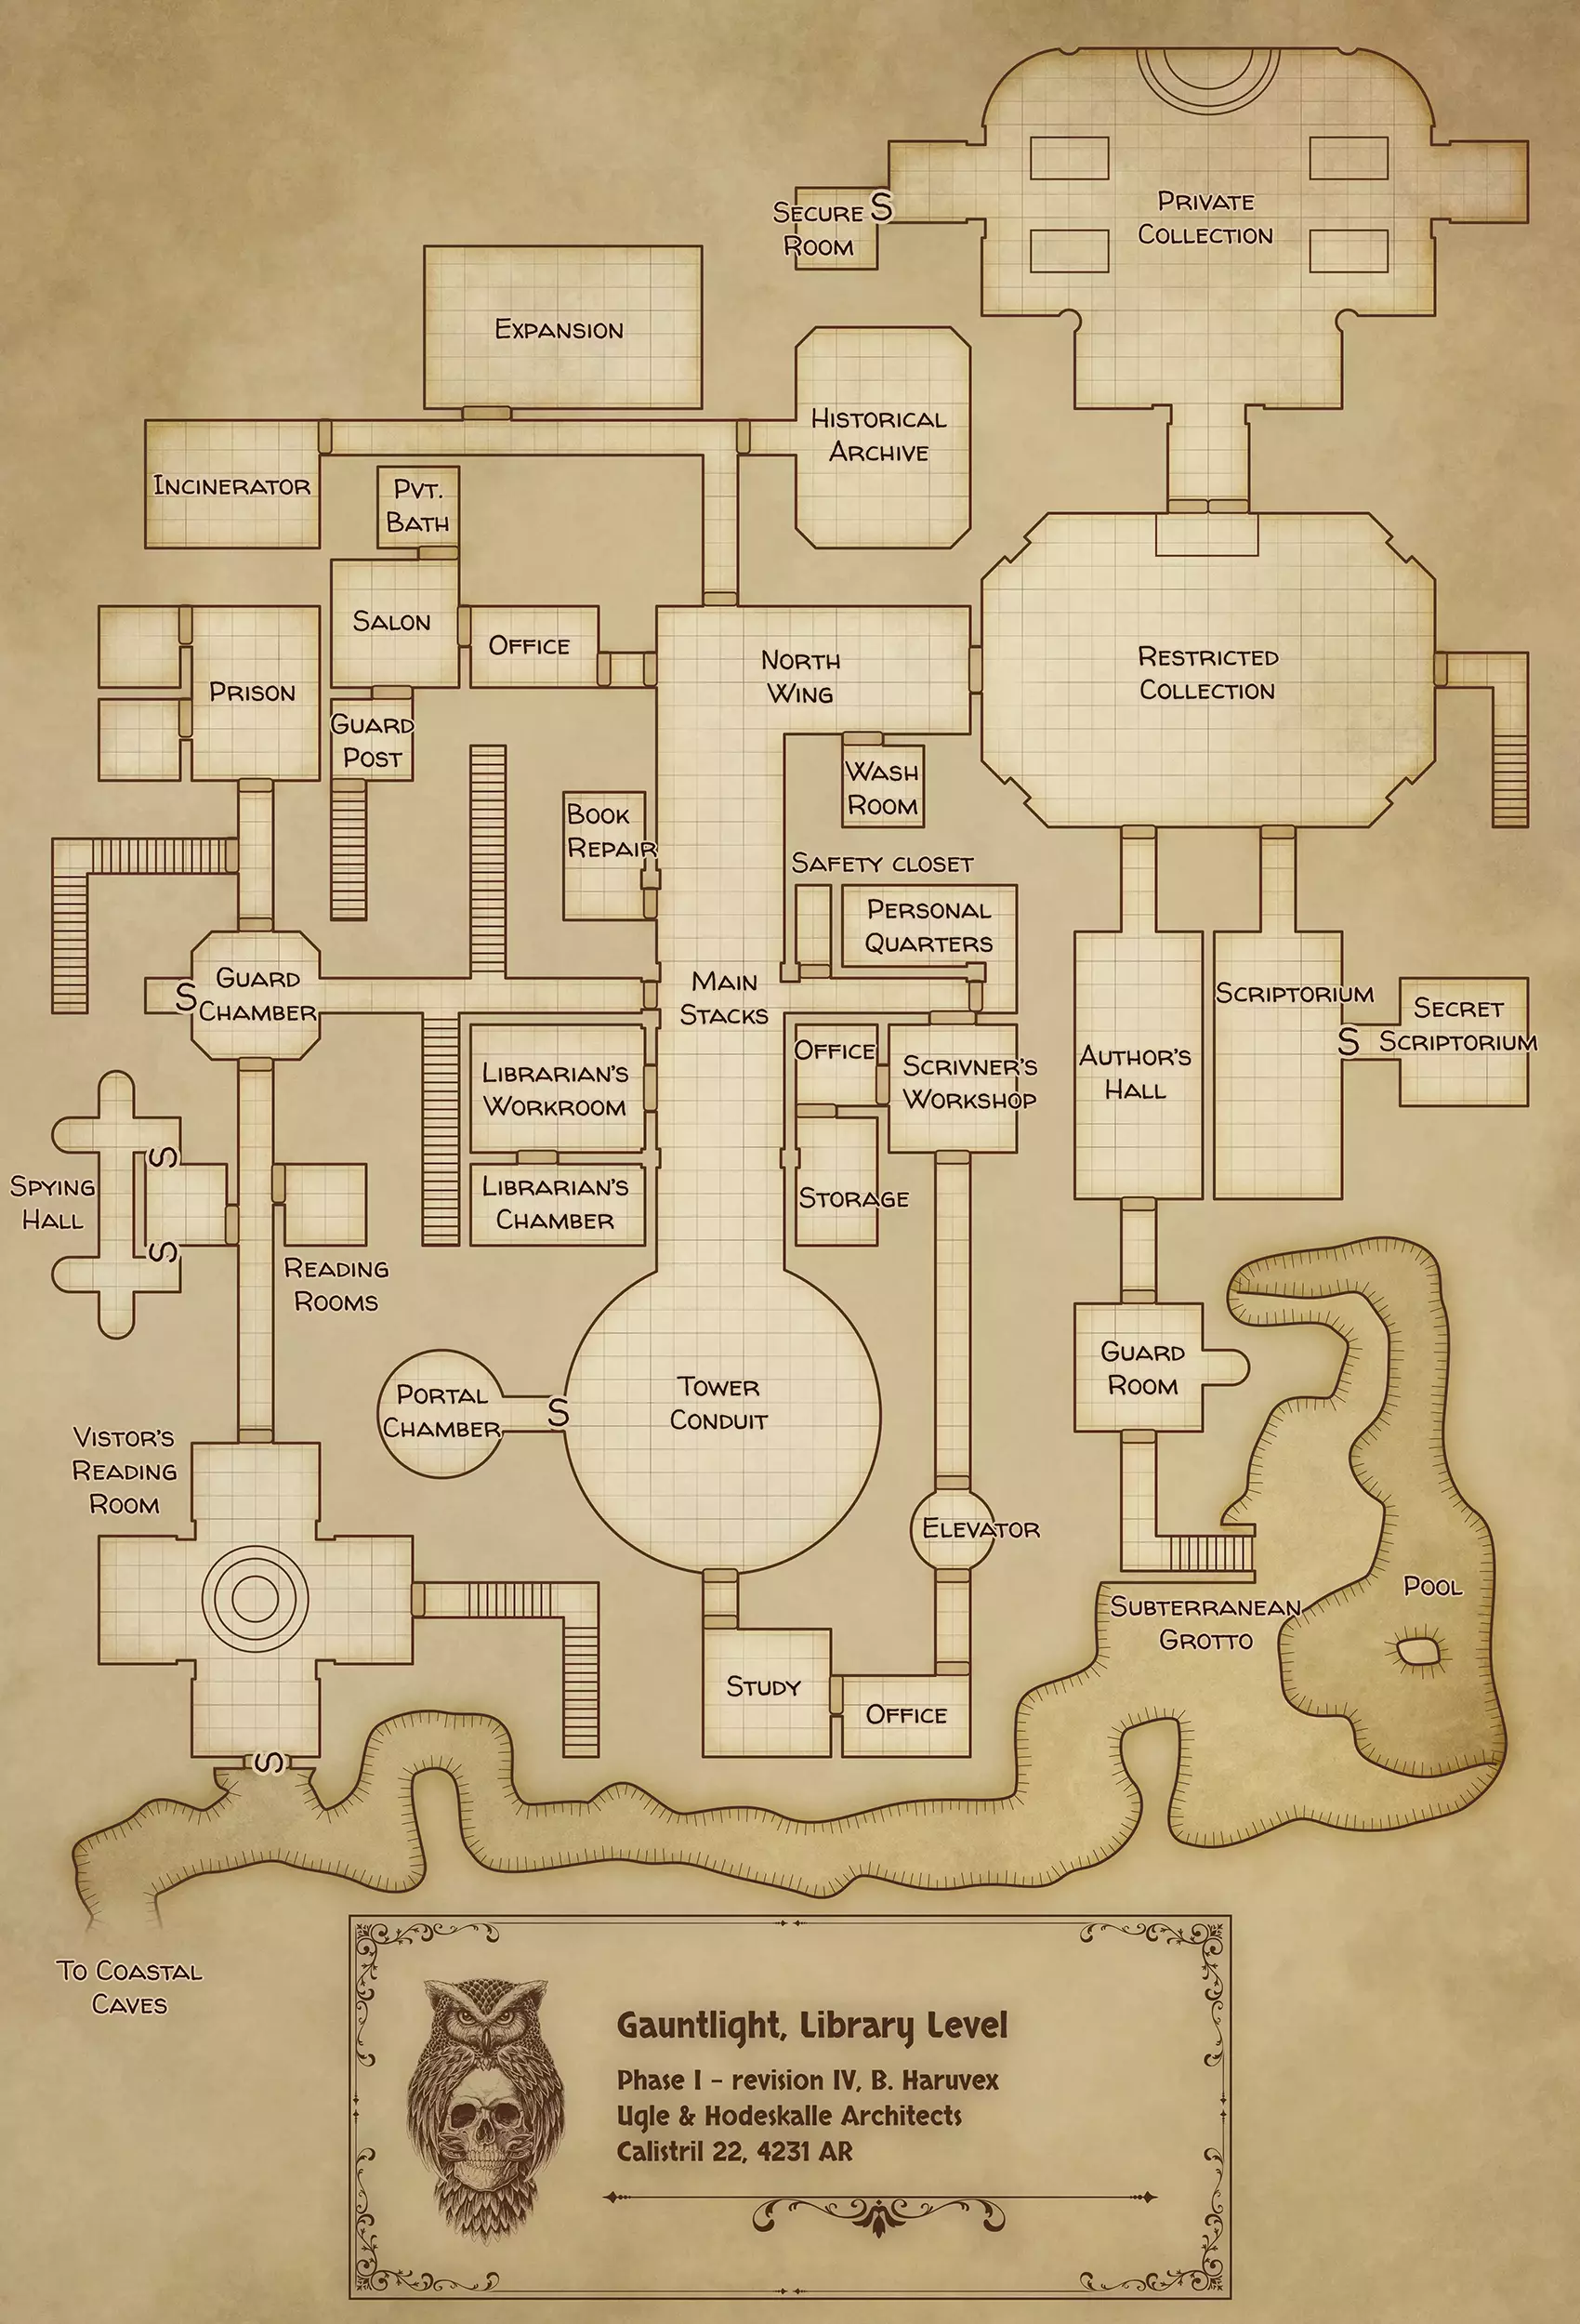 PRIVATE
COLLECTION
SECURE S
ROOM
EXPANSION
HISTORICAL
ARCHIVE
INCINERATOR
PVT.
BATH
SALON
OFFICE
NORTH
WING
RESTRICTED
COLLECTION
PRISON
GUARD
POST
WASH
ROOM
BOOK
REPAIR
SAFETY CLOSET
PERSONAL
QUARTERS
GUARD
S CHAMBER
MAIN
STACKS
SCRIPTORIUM
S
SECRET
SCRIPTORIUM
OFFICE
SCRIVNER'S
WORKSHOP
AUTHOR'S
HALL
LIBRARIAN'S
WORKROOM
LIBRARIAN'S
CHAMBER
STORAGE
S
SPYING
HALL
S
READING
ROOMS
GUARD
ROOM
PORTAL
CHAMBER
S
TOWER
CONDUIT
VISTOR'S
READING
ROOM
ELEVATOR
POOL
SUBTERRANEAN
GROTTO
STUDY
OFFICE
S
TO COASTAL
CAVES
Gauntlight, Library Level
Phase I - revision IV, B. Haruvex
Ugle & Hodeskalle Architects
Calistril 22, 4231 AR